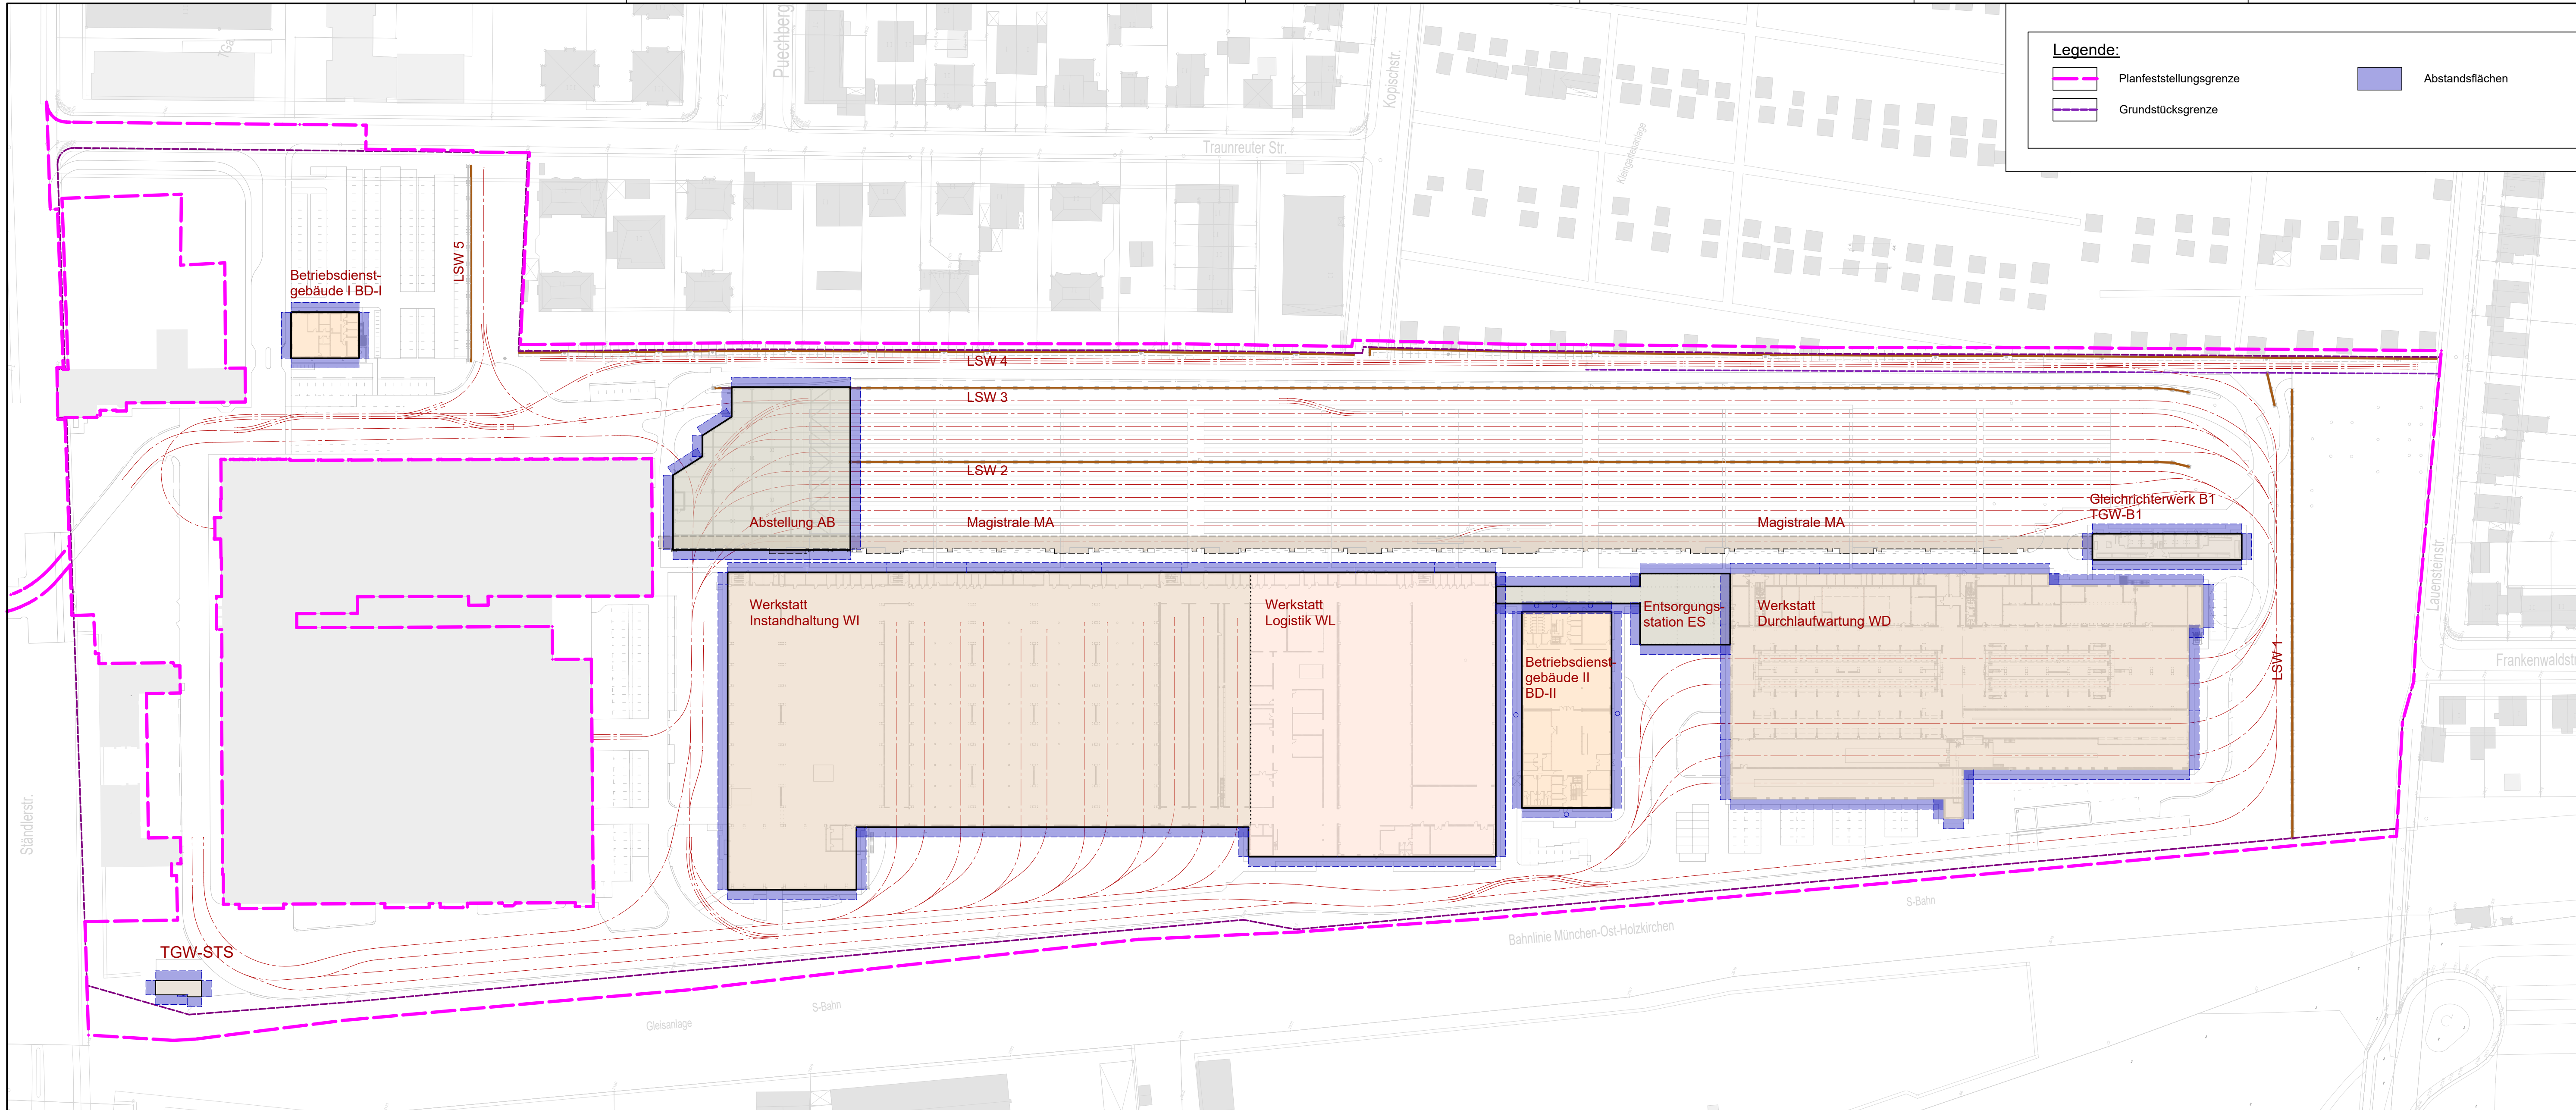 Legende:
Planfeststellungsgrenze
Abstandsflächen
Grundstücksgrenze
TGa
Puechberg
Kopischstr.
Traunreuter Str.
Kleingartenanlage
LSW 5
Betriebsdienst-
gebäude I BD-I
LSW 4
LSW 3
LSW 2
Abstellung AB
Magistrale MA
Magistrale MA
Gleichrichterwerk B1
TGW-B1
Lauensteinstr.
Werkstatt
Instandhaltung WI
Werkstatt
Logistik WL
Entsorgungs-
station ES
Werkstatt
Durchlaufwartung WD
Betriebsdienst-
gebäude II
BD-II
LSW 1
Frankenwaldstr
Ständlerstr.
TGW-STS
S-Bahn
Bahnlinie München-Ost-Holzkirchen
S-Bahn
Gleisanlage